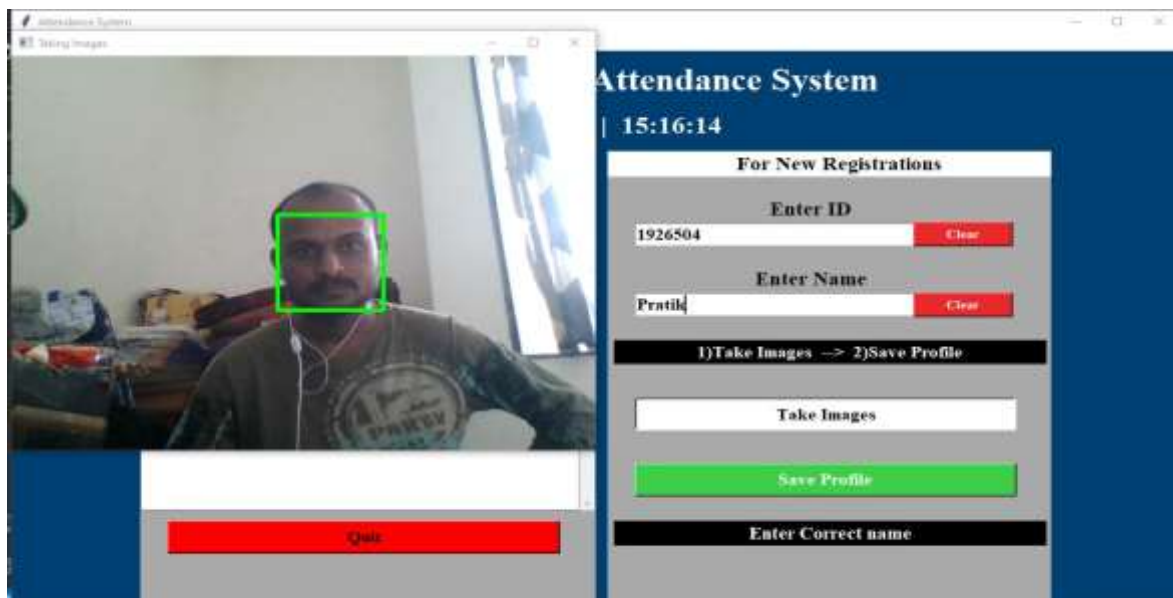 Attendance System
Taking Images
Attendance System
| 15:16:14
For New Registrations
Enter ID
1926504
Clear
Enter Name
Pratik
Clear
1)Take Images --> 2)Save Profile
Take Images
Save Profile
Enter Correct name
Quit
PARTY